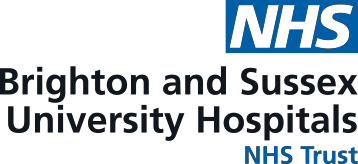 NHS
Brighton and Sussex
University Hospitals
NHS Trust